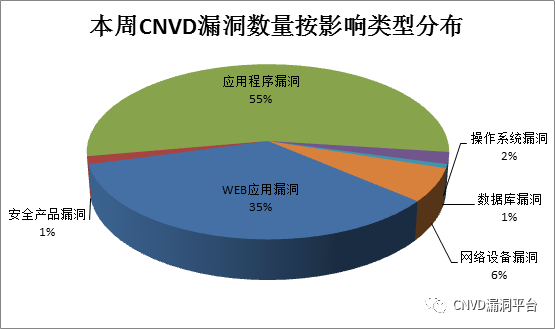 本周CNVD漏洞数量按影响类型分布
应用程序漏洞
55%
操作系统漏洞
2%
WEB应用漏洞
35%
数据库漏洞
1%
安全产品漏洞
1%
网络设备漏洞
6%
CNVD漏洞平台